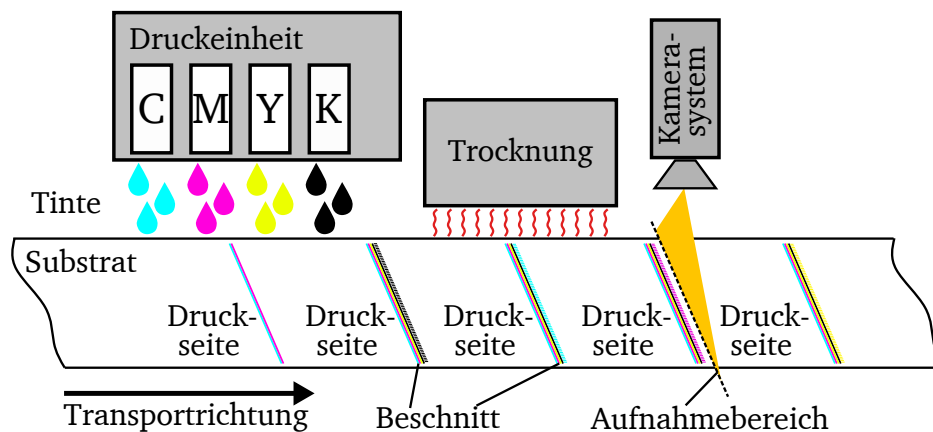 Druckeinheit
C M Y K
Trocknung
Kamera-
system
Tinte
Substrat
Druck-
seite
Druck-
seite
Druck-
seite
Druck-
seite
Druck-
seite
Transportrichtung
Beschnitt
Aufnahmebereich